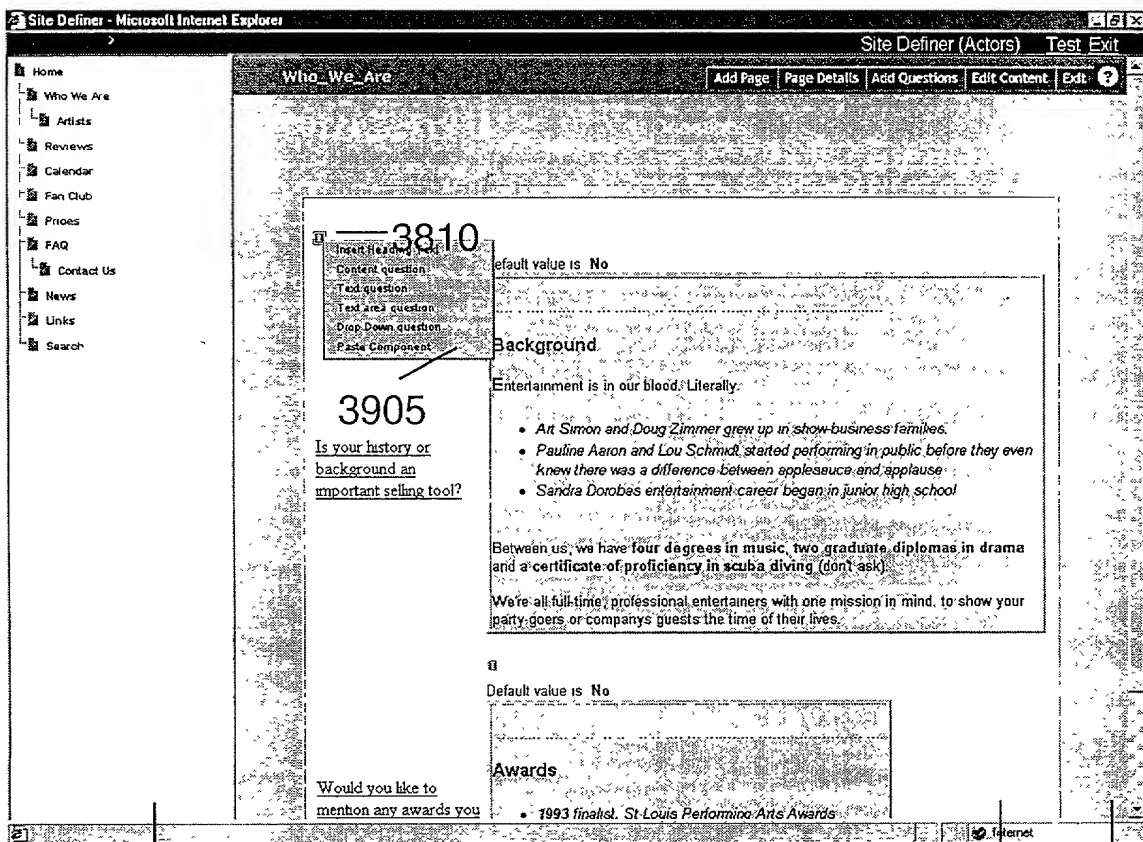 Site Definer - Microsoft Internet Explorer
Site Definer (Actors) Test Exit
Home
Who We Are
Artists
Reviews
Calendar
Fan Club
Prices
FAQ
Contact Us
News
Links
Search
Who_We_Are
Add Page Page Details Add Questions Edit Content Exit ?
3810
Insert Heading Text
Content question
Text question
Text area question
Drop Down question
Paste Component
3905
efault value is No
Background
Entertainment is in our blood. Literally.
• Art Simon and Doug Zimmer grew up in show-business families.
• Pauline Aaron and Lou Schmidt started performing in public before they even
knew there was a difference between applesauce and applause
• Sandra Dorobas entertainment career began in junior high school
Is your history or
background an
important selling tool?
Between us, we have four degrees in music, two graduate diplomas in drama
and a certificate of proficiency in scuba diving (don't ask).
We're all full-time, professional entertainers with one mission in mind, to show your
party-goers or companys guests the time of their lives.
Default value is No
Awards
• 1993 finalist, St Louis Performing Arts Awards
Would you like to
mention any awards you
Internet